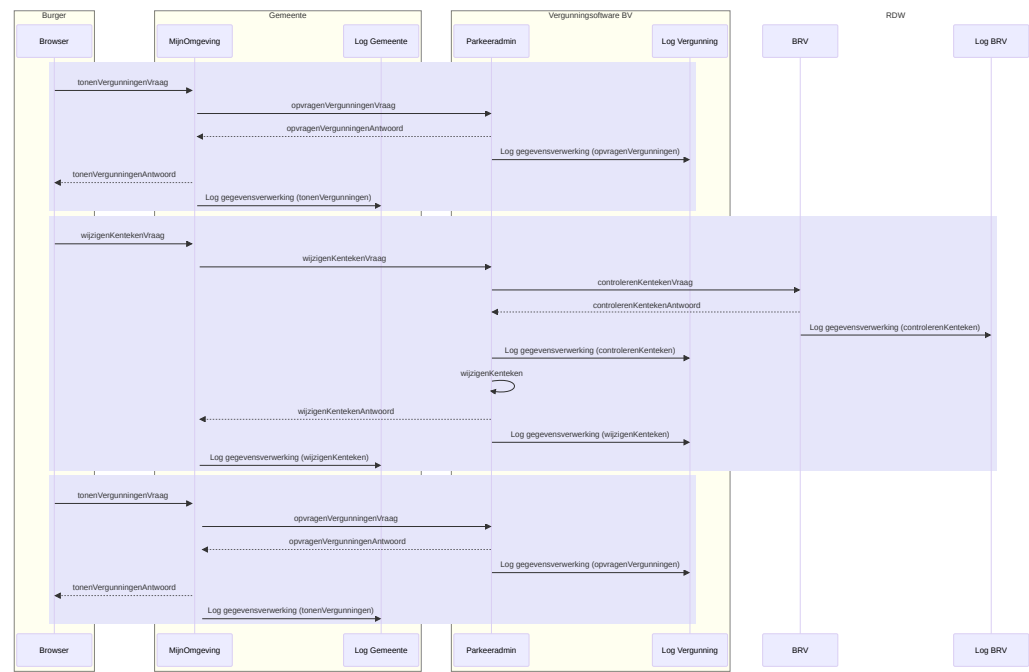 Burger
Gemeente
Vergunningsoftware BV
RDW
Browser
MijnOmgeving
Log Gemeente
Parkeeradmin
Log Vergunning
BRV
Log BRV
tonenVergunningenVraag
opvragenVergunningenVraag
opvragenVergunningenAntwoord
Log gegevensverwerking (opvragenVergunningen)
tonenVergunningenAntwoord
Log gegevensverwerking (tonenVergunningen)
wijzigenKentekenVraag
wijzigenKentekenVraag
controlerenKentekenVraag
controlerenKentekenAntwoord
Log gegevensverwerking (controlerenKenteken)
Log gegevensverwerking (controlerenKenteken)
wijzigenKenteken
wijzigenKentekenAntwoord
Log gegevensverwerking (wijzigenKenteken)
Log gegevensverwerking (wijzigenKenteken)
tonenVergunningenVraag
opvragenVergunningenVraag
opvragenVergunningenAntwoord
Log gegevensverwerking (opvragenVergunningen)
tonenVergunningenAntwoord
Log gegevensverwerking (tonenVergunningen)
Browser
MijnOmgeving
Log Gemeente
Parkeeradmin
Log Vergunning
BRV
Log BRV